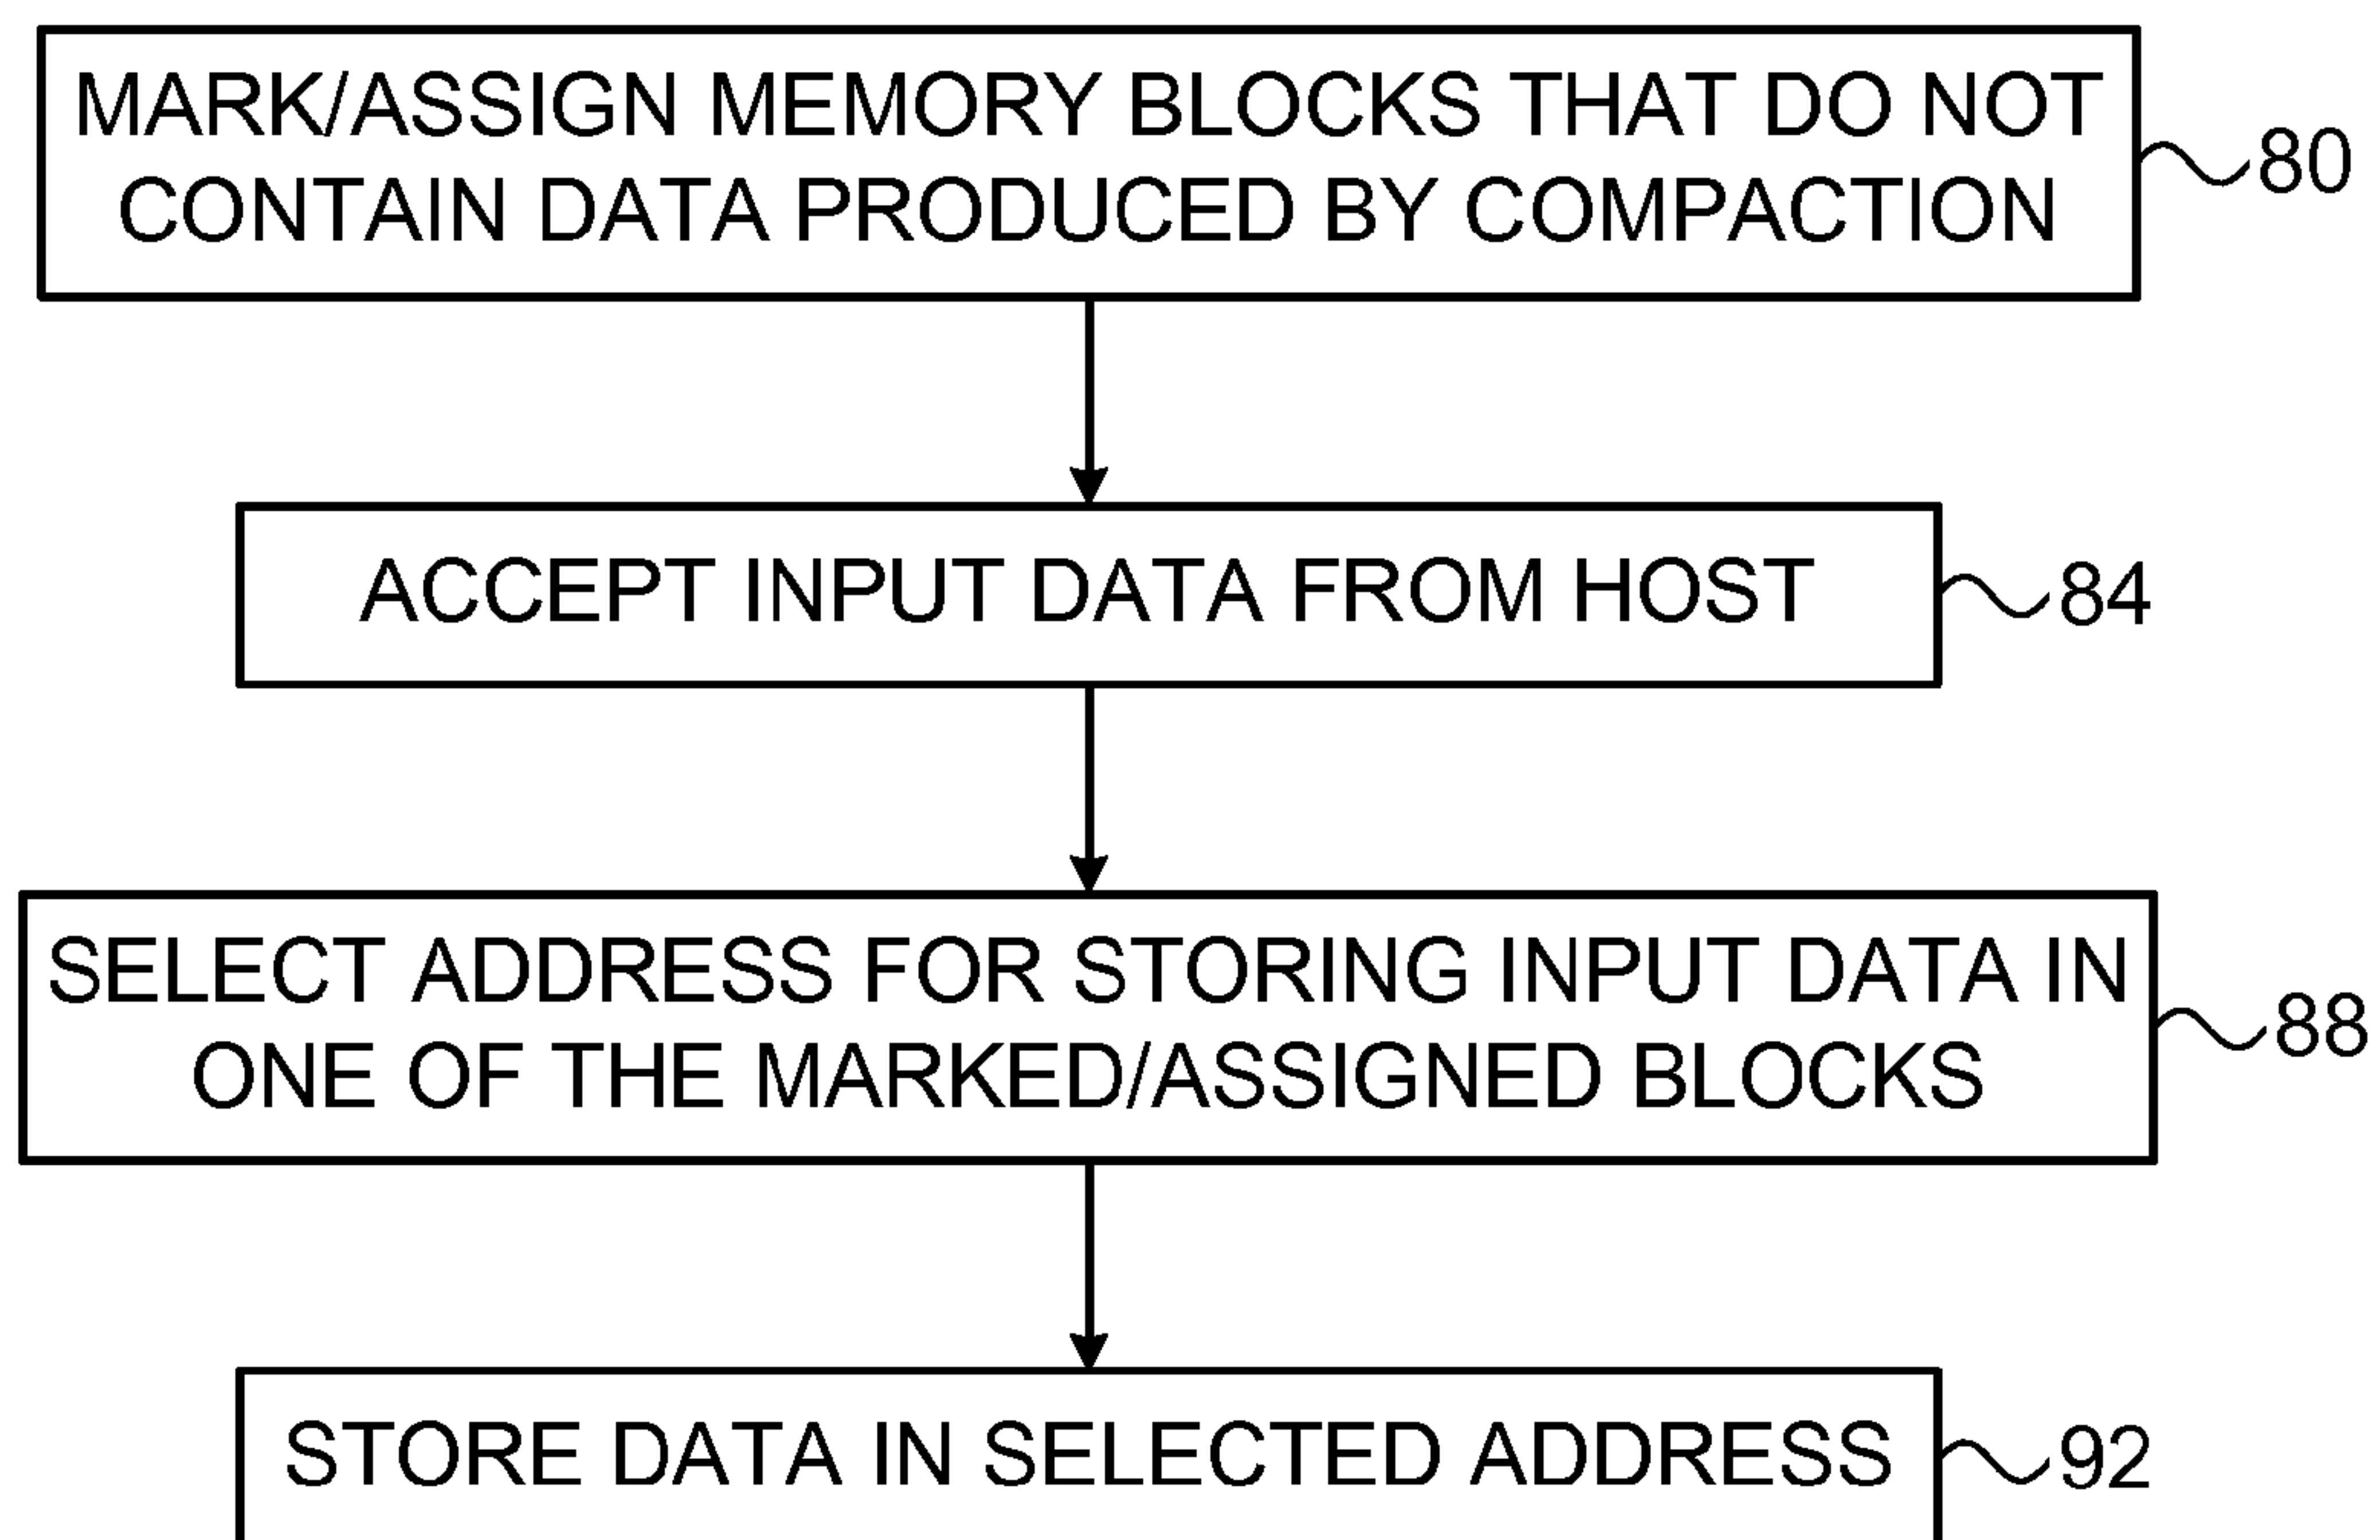 MARK/ASSIGN MEMORY BLOCKS THAT DO NOT
CONTAIN DATA PRODUCED BY COMPACTION
80
ACCEPT INPUT DATA FROM HOST
84
SELECT ADDRESS FOR STORING INPUT DATA IN
ONE OF THE MARKED/ASSIGNED BLOCKS
88
STORE DATA IN SELECTED ADDRESS
92